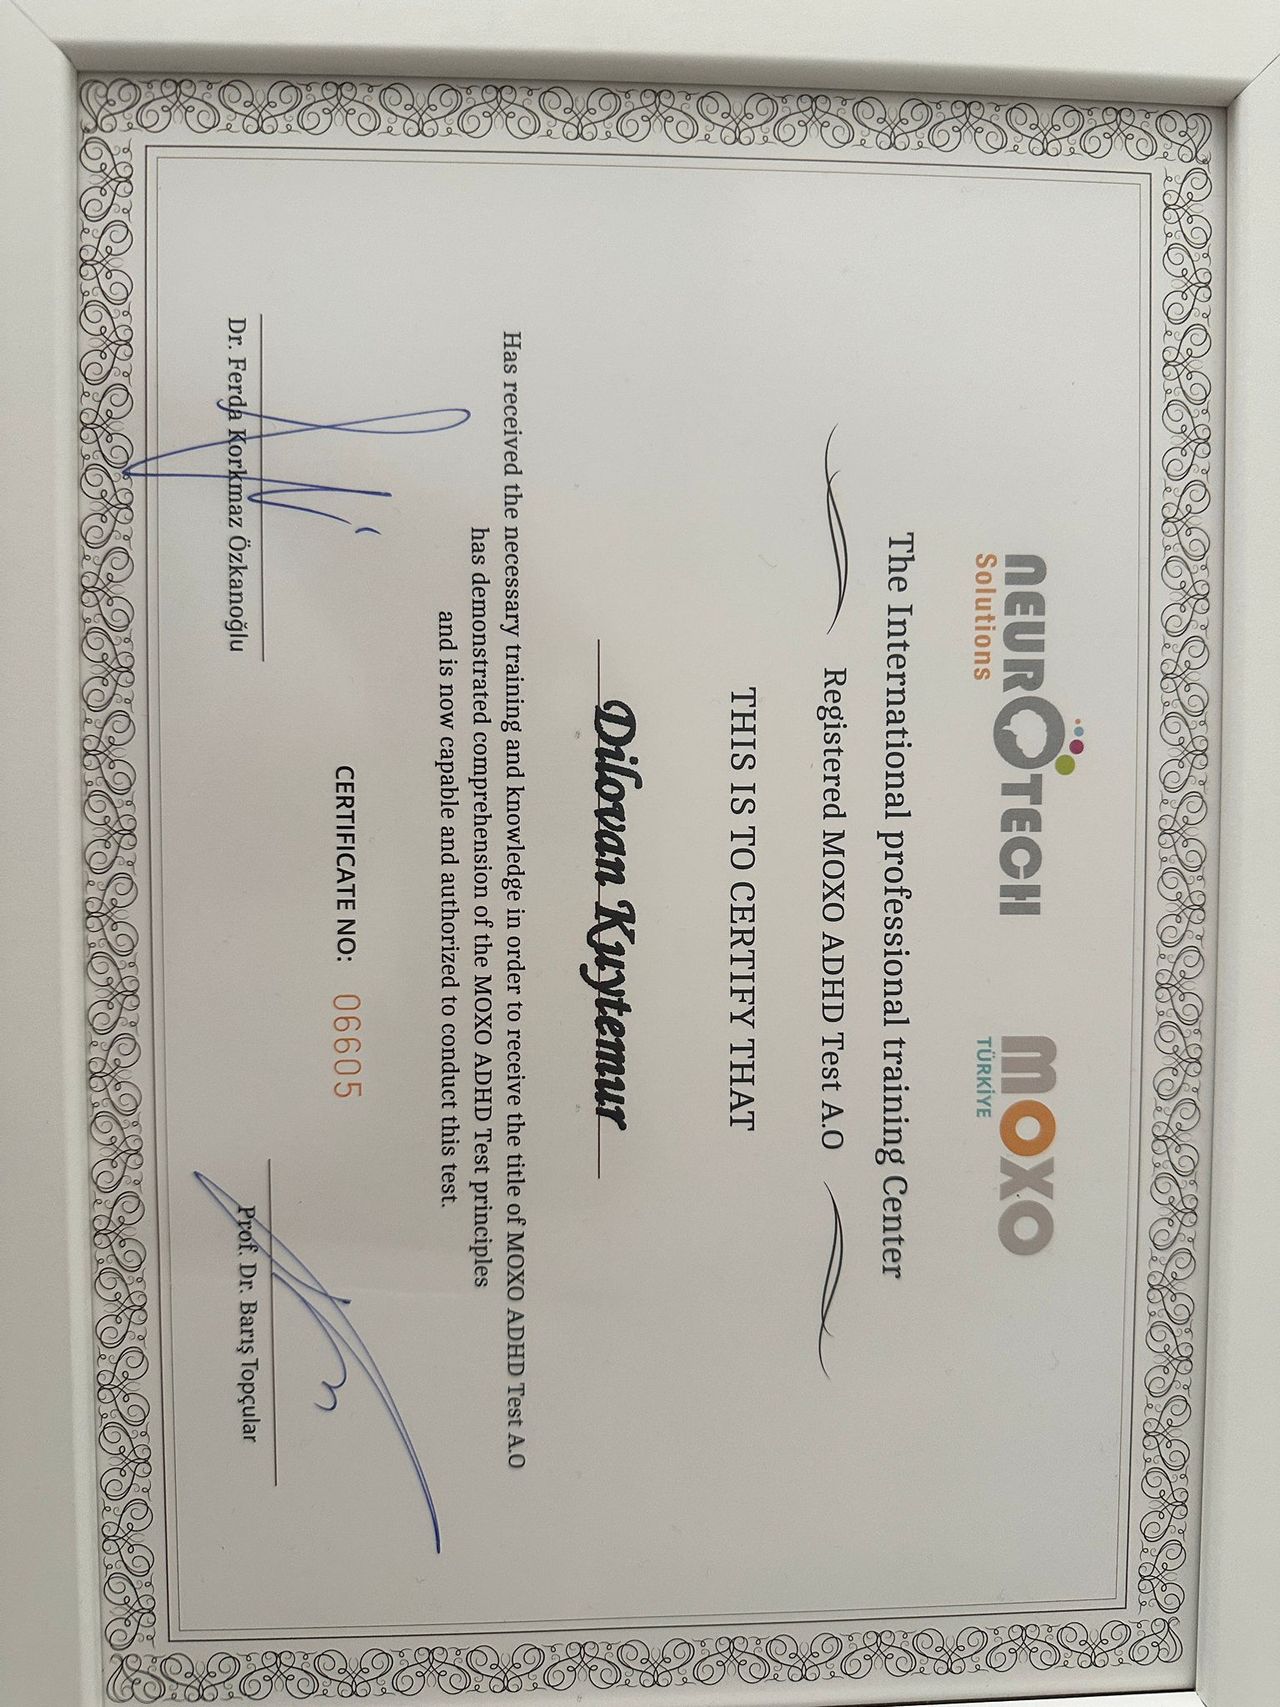 NEUROTECH
Solutions
MOXO
TÜRKİYE
The International professional training Center
Registered MOXO ADHD Test A.O
THIS IS TO CERTIFY THAT
Dilovan Kuytemur
Has received the necessary training and knowledge in order to receive the title of MOXO ADHD Test A.O
has demonstrated comprehension of the MOXO ADHD Test principles
and is now capable and authorized to conduct this test.
CERTIFICATE NO: 06605
Dr. Ferda Korkmaz Özkanoğlu
Prof. Dr. Barış Topçular